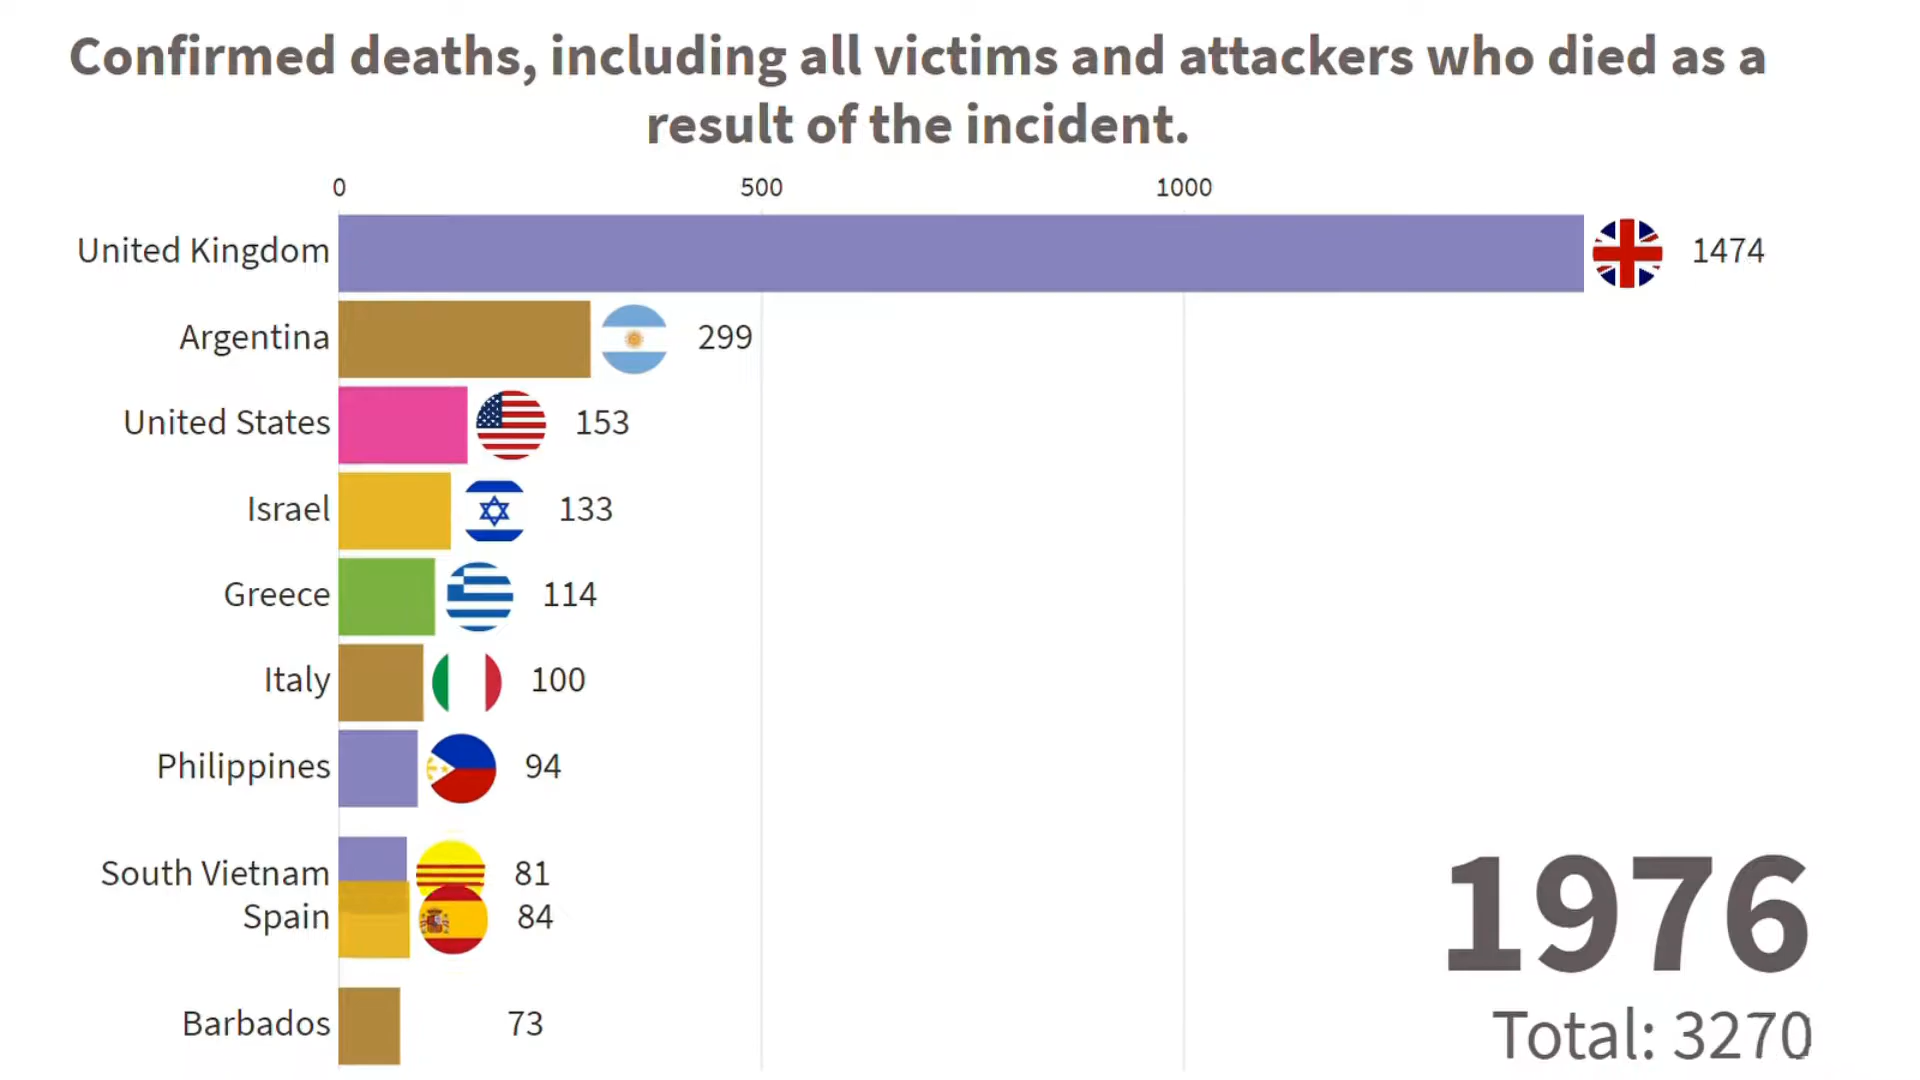 Confirmed deaths, including all victims and attackers who died as a
result of the incident.
0 500 1000
United Kingdom 1474
Argentina 299
United States 153
Israel 133
Greece 114
Italy 100
Philippines 94
South Vietnam 81
Spain 84
Barbados 73
1976
Total: 3270